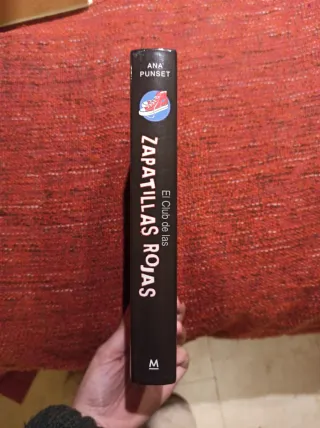 ANA
PUNSET
El Club de las
ZAPATILLAS ROJAS
M